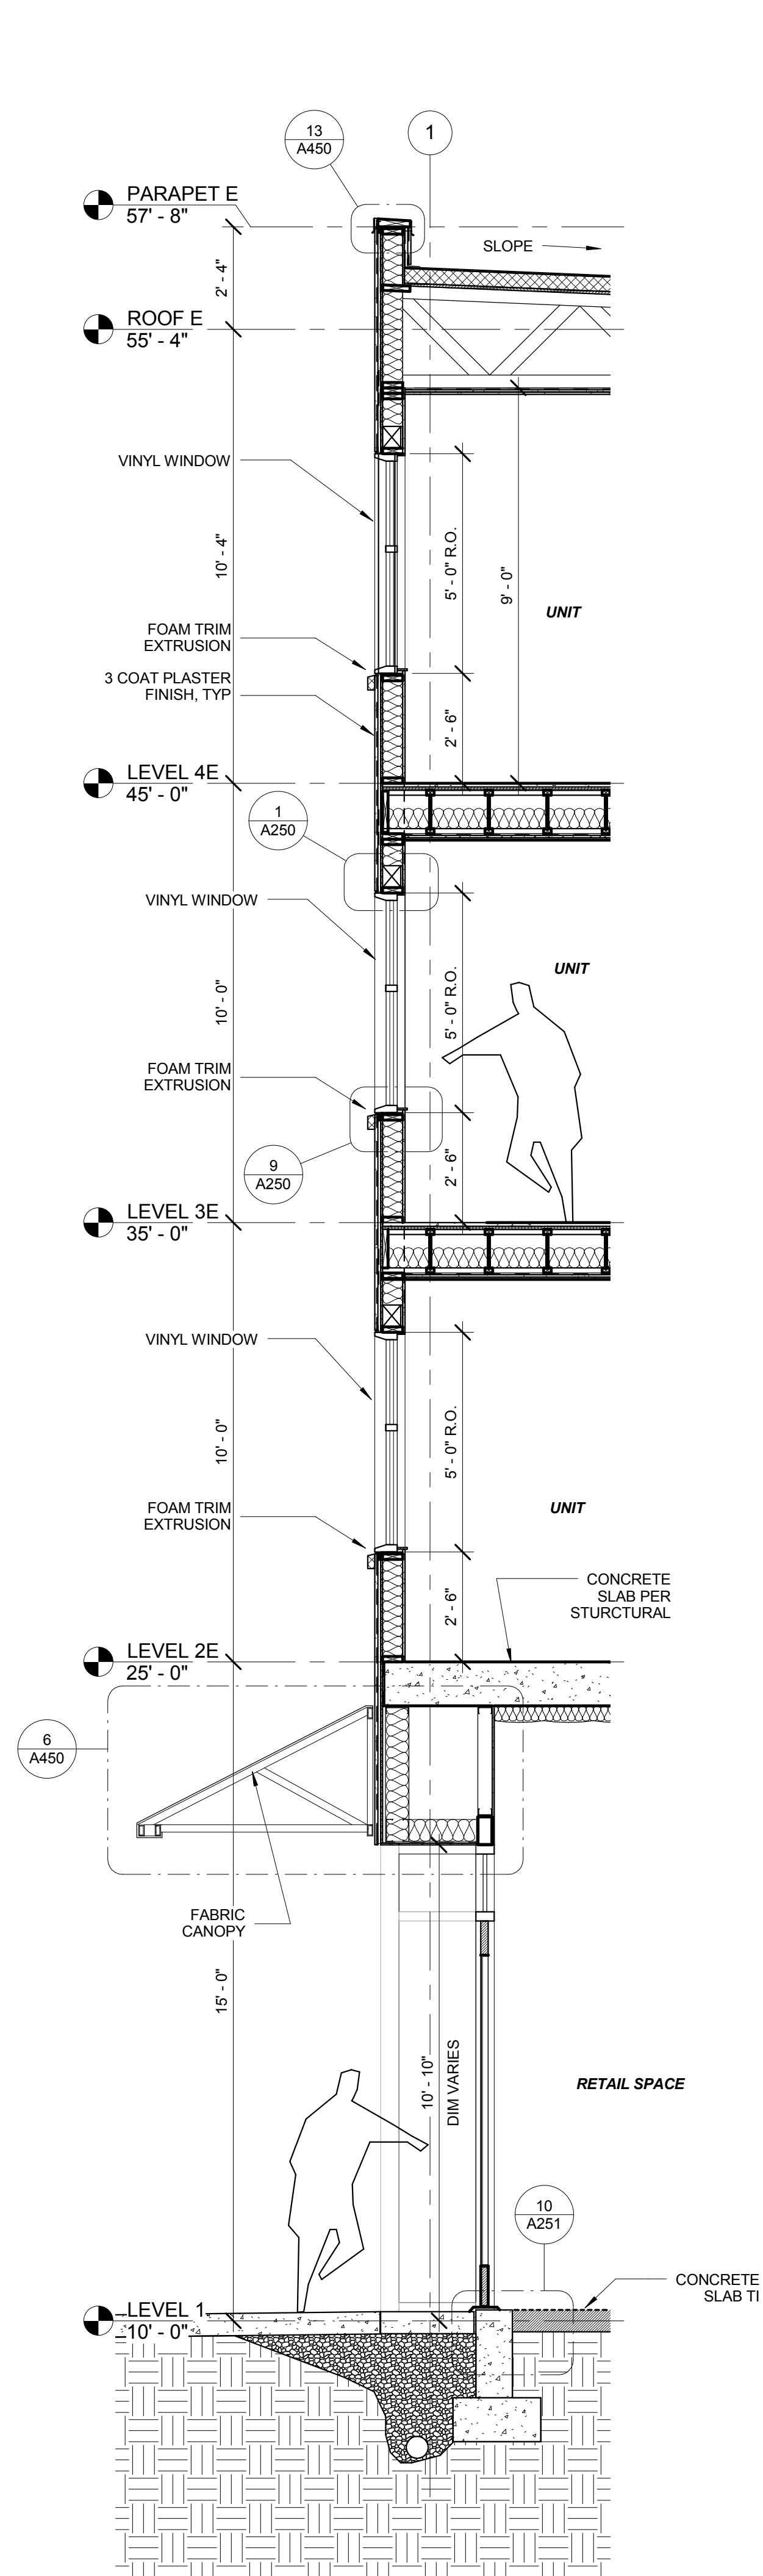 13
A450
1
PARAPET E
57' - 8"
SLOPE
2' - 4"
ROOF E
55' - 4"
VINYL WINDOW
10' - 4"
5' - 0" R.O.
9' - 0"
UNIT
FOAM TRIM
EXTRUSION
3 COAT PLASTER
FINISH, TYP
2' - 6"
LEVEL 4E
45' - 0"
1
A250
VINYL WINDOW
UNIT
10' - 0"
5' - 0" R.O.
FOAM TRIM
EXTRUSION
9
A250
2' - 6"
LEVEL 3E
35' - 0"
VINYL WINDOW
10' - 0"
5' - 0" R.O.
FOAM TRIM
EXTRUSION
UNIT
CONCRETE
SLAB PER
STURCTURAL
2' - 6"
LEVEL 2E
25' - 0"
6
A450
FABRIC
CANOPY
15' - 0"
10' - 10"
DIM VARIES
RETAIL SPACE
10
A251
CONCRETE
SLAB TI
LEVEL 1
10' - 0"